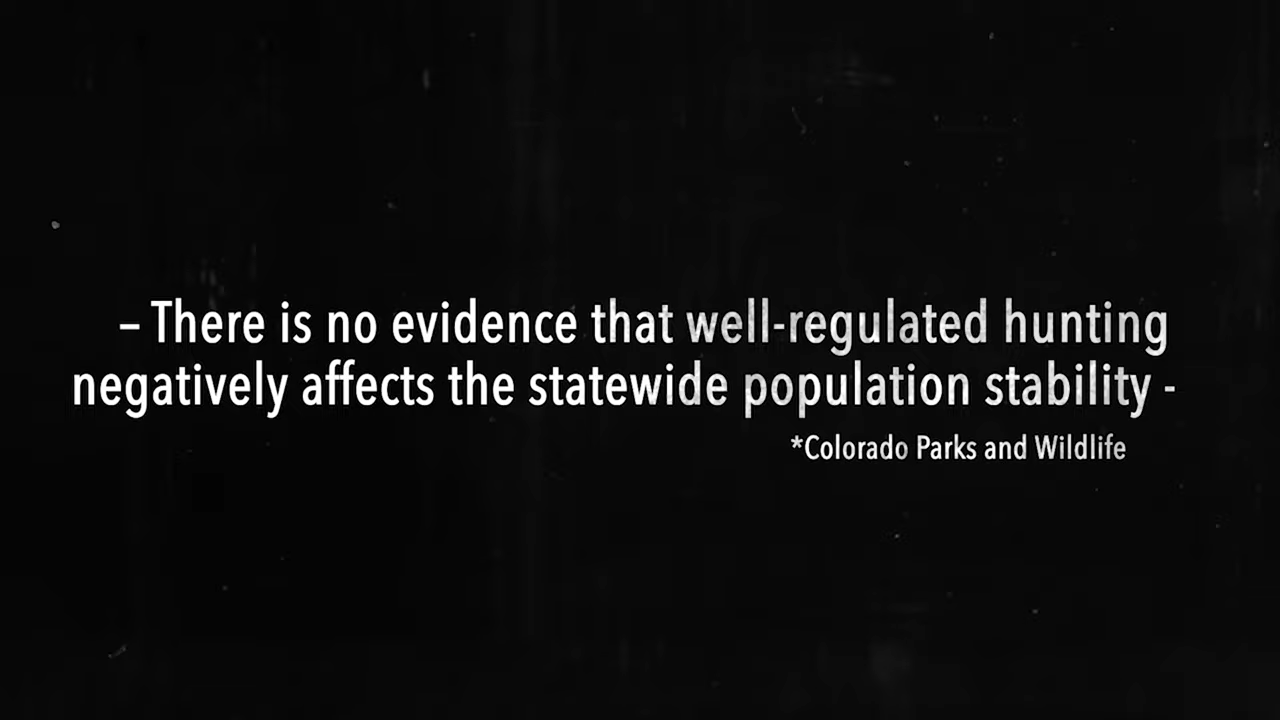 – There is no evidence that well-regulated hunting
negatively affects the statewide population stability -
*Colorado Parks and Wildlife